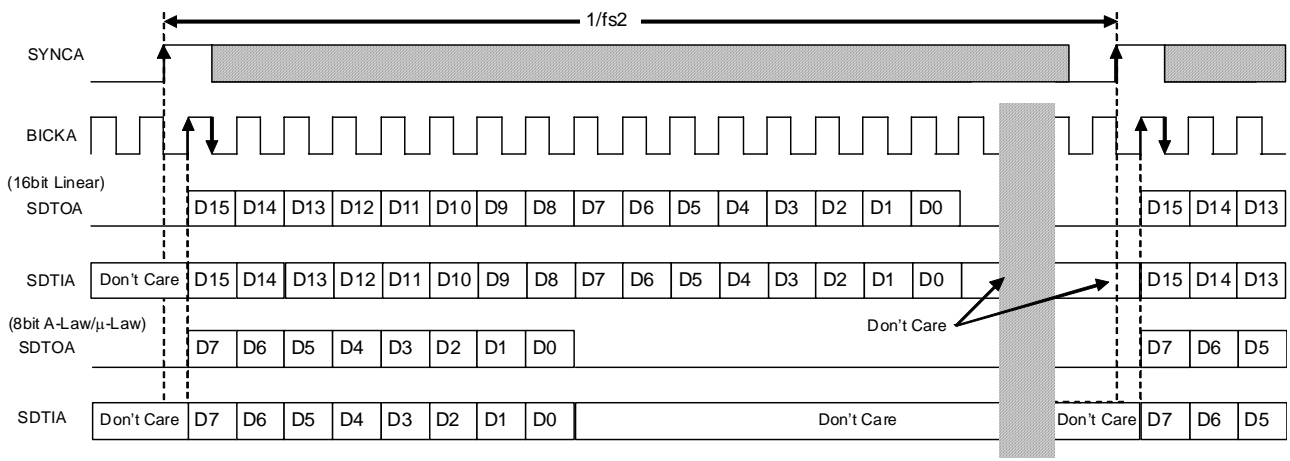 1/fs2
SYNCA
BICKA
(16bit Linear)
SDTOA D15 D14 D13 D12 D11 D10 D9 D8 D7 D6 D5 D4 D3 D2 D1 D0 D15 D14 D13
SDTIA Don't Care D15 D14 D13 D12 D11 D10 D9 D8 D7 D6 D5 D4 D3 D2 D1 D0 D15 D14 D13
(8bit A-Law/μ-Law)
Don't Care
SDTOA D7 D6 D5 D4 D3 D2 D1 D0 D7 D6 D5
SDTIA Don't Care D7 D6 D5 D4 D3 D2 D1 D0 Don't Care Don't Care D7 D6 D5